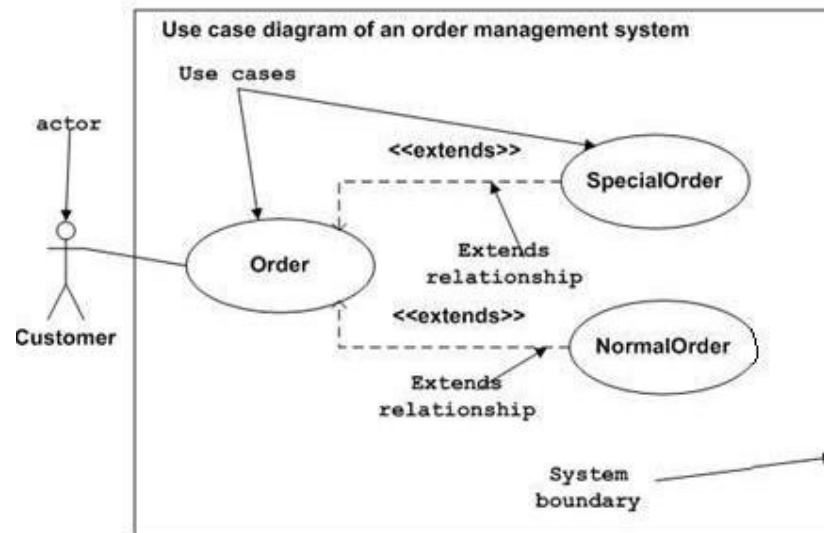 Use case diagram of an order management system
Use cases
actor
<<extends>>
SpecialOrder
Order
Extends
relationship
Customer
<<extends>>
NormalOrder
Extends
relationship
System
boundary